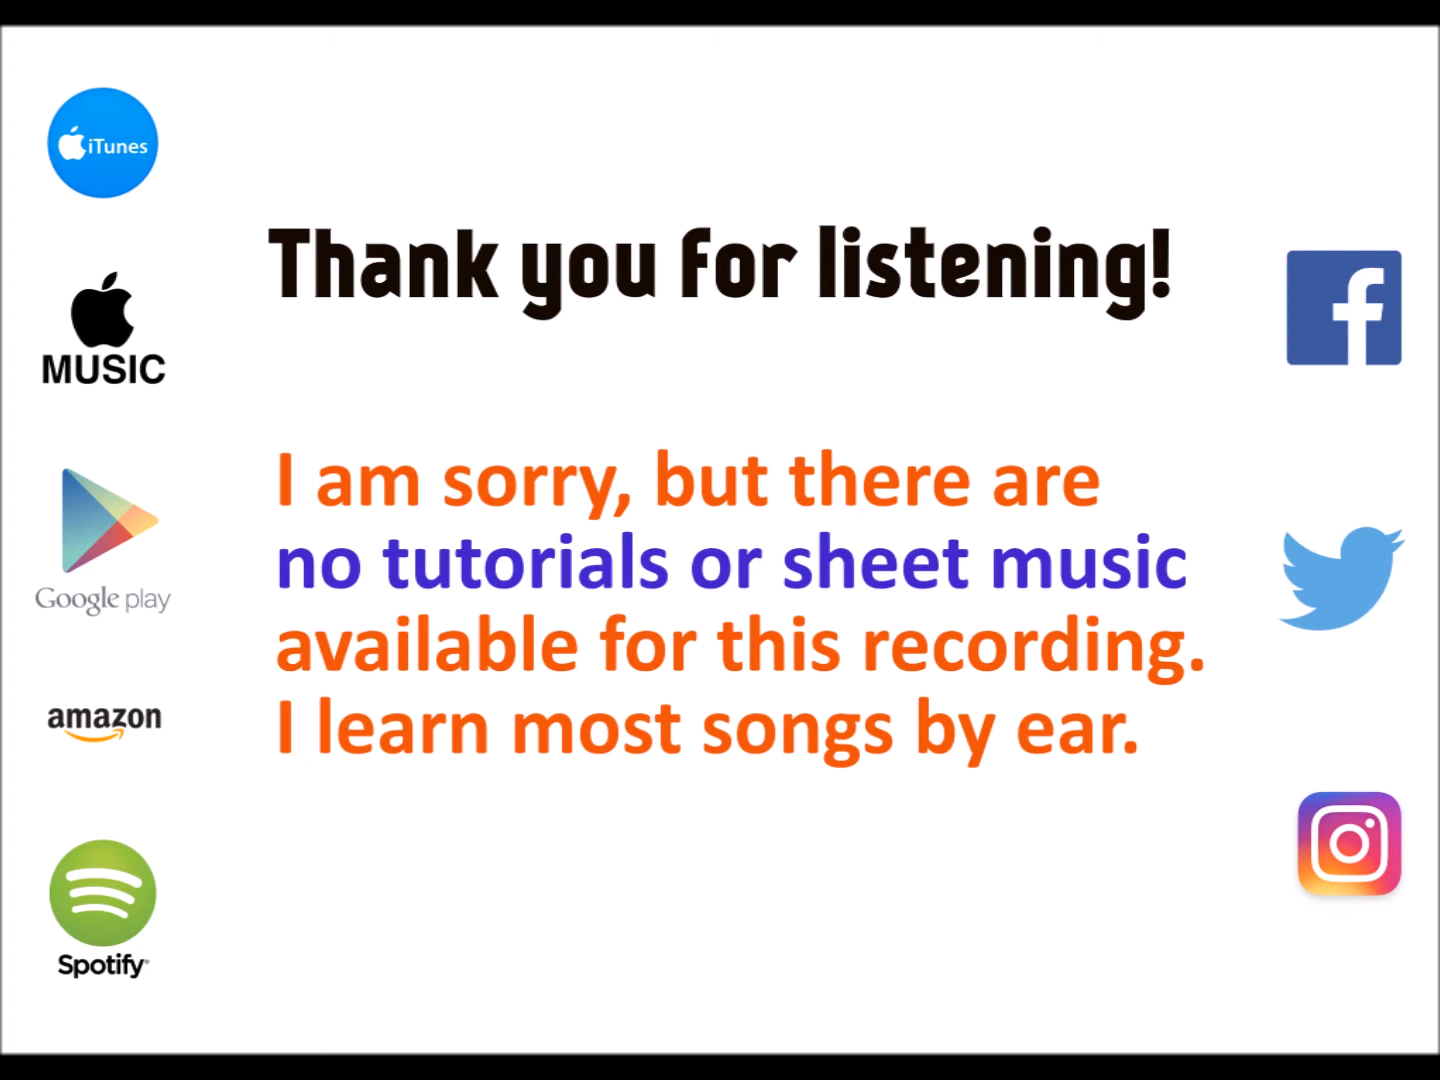 iTunes
MUSIC
Google play
amazon
Spotify
Thank you for listening!
I am sorry, but there are
no tutorials or sheet music
available for this recording.
I learn most songs by ear.